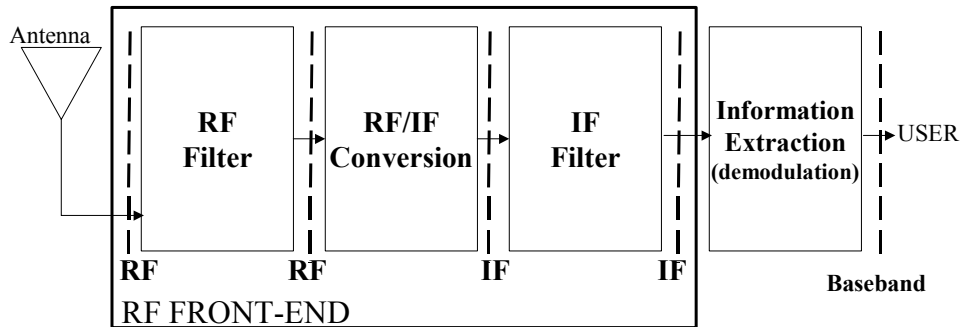 Antenna
RF
Filter
RF/IF
Conversion
IF
Filter
Information
Extraction
(demodulation)
USER
RF
RF
IF
IF
Baseband
RF FRONT-END